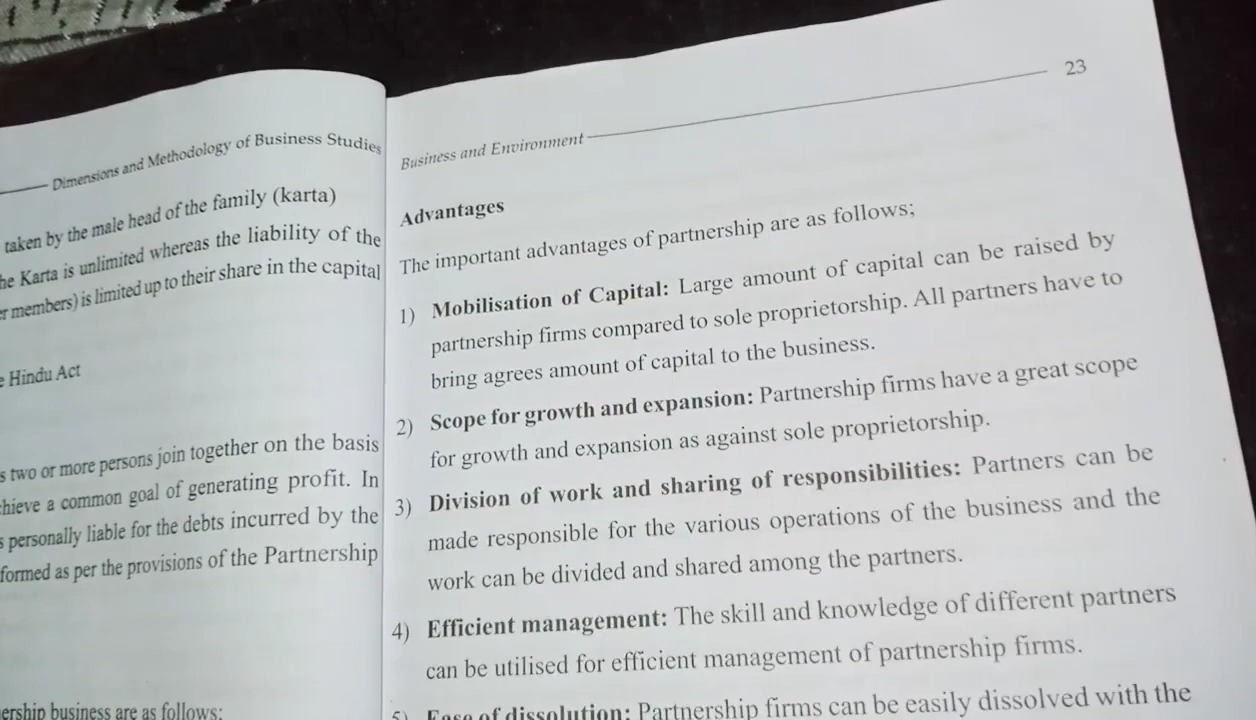 Dimensions and Methodology of Business Studies
taken by the male head of the family (karta)
Karta is unlimited whereas the liability of the
members) is limited up to their share in the capital
Hindu Act
two or more persons join together on the basis
a common goal of generating profit. In
personally liable for the debts incurred by the
formed as per the provisions of the Partnership
business are as follows:
Business and Environment
23
Advantages
The important advantages of partnership are as follows;
1) Mobilisation of Capital: Large amount of capital can be raised by
partnership firms compared to sole proprietorship. All partners have to
bring agrees amount of capital to the business.
2) Scope for growth and expansion: Partnership firms have a great scope
for growth and expansion as against sole proprietorship.
3) Division of work and sharing of responsibilities: Partners can be
made responsible for the various operations of the business and the
work can be divided and shared among the partners.
4) Efficient management: The skill and knowledge of different partners
can be utilised for efficient management of partnership firms.
5) Ease of dissolution: Partnership firms can be easily dissolved with the